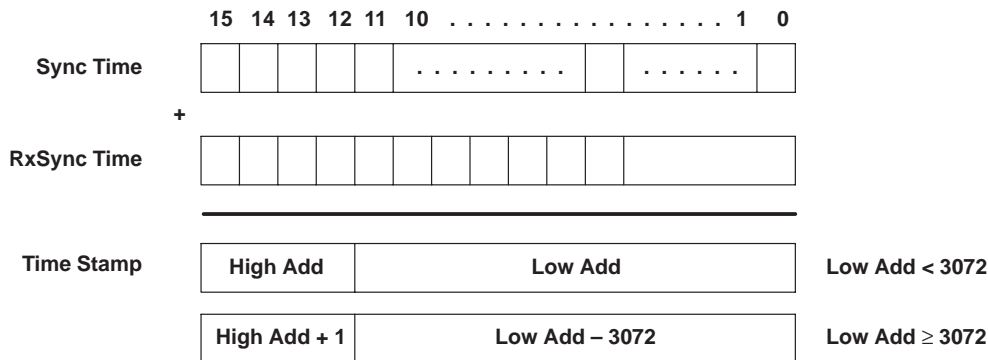 15 14 13 12 11 10 . . . . . . . . . . . . . . . . . 1 0
Sync Time . . . . . . . . . . . . . . .
+
RxSync Time
Time Stamp High Add Low Add Low Add < 3072
High Add + 1 Low Add – 3072 Low Add ≥ 3072